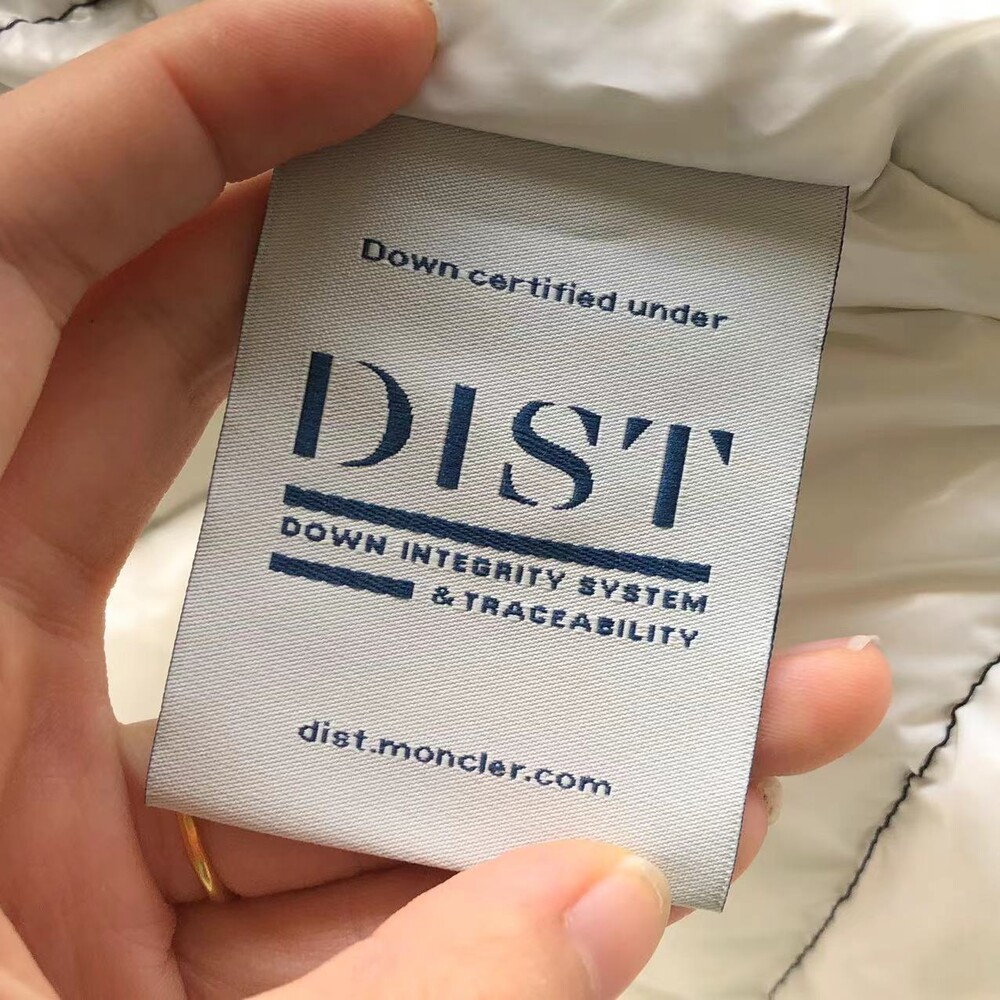 Down certified under
DIST
DOWN INTEGRITY SYSTEM
& TRACEABILITY
dist.moncler.com